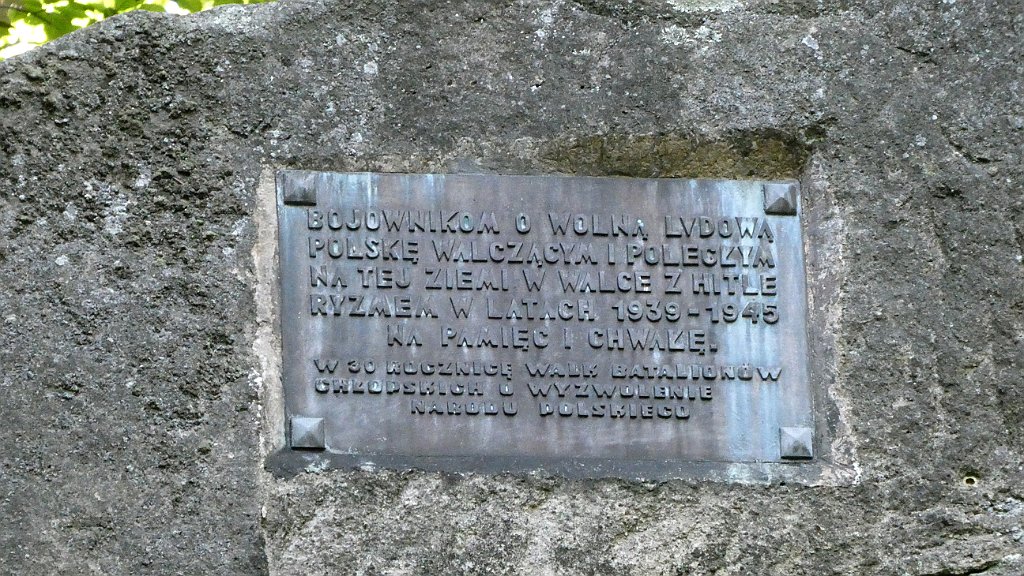 BOJOWNIKOM O WOLNĄ LVDOWĄ
POLSKĘ WALCZĄCYM I POLEGŁYM
NA TEJ ZIEMI W WALCE Z HITLE
RYZMEM W LATACH 1939-1945
NA PAMIĘĆ I CHWAŁĘ.
W 30 ROCZNICĘ WALK BATALIONÓW
CHŁOPSKICH O WYZWOLENIE
NARODU POLSKIEGO